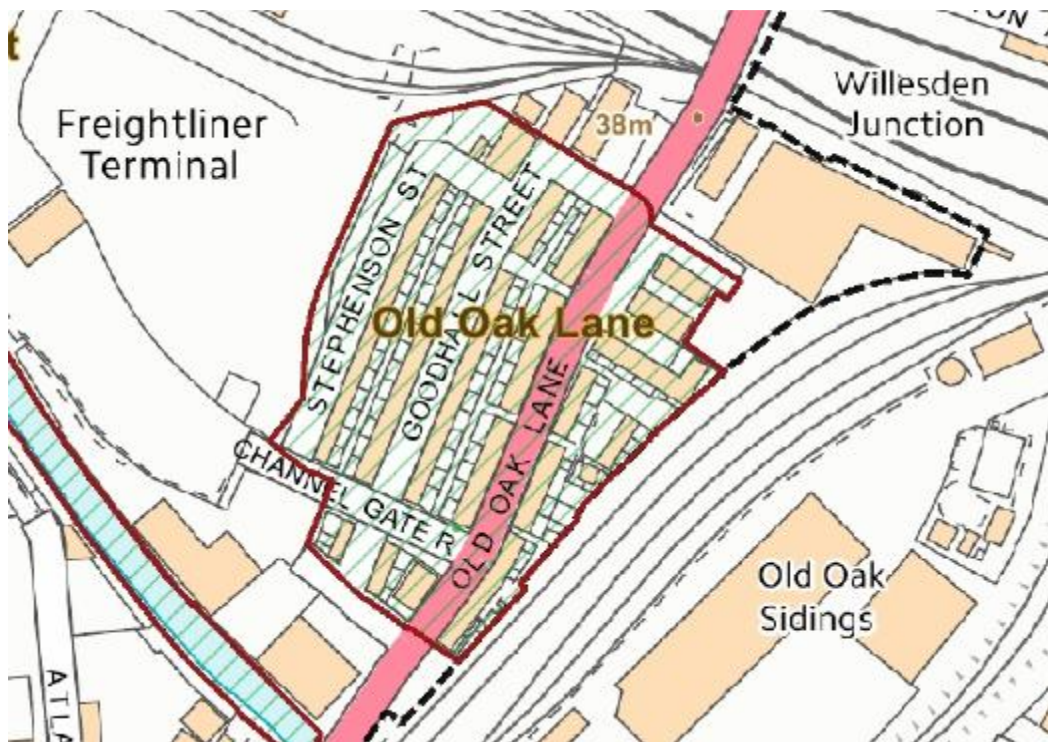 t
TON
Willesden
Junction
Freightliner
Terminal
38m
STEPHENSON ST
GOODHALL STREET
Old Oak Lane
OLD OAK LANE
CHANNEL GATE R
Old Oak
Sidings
ATLA